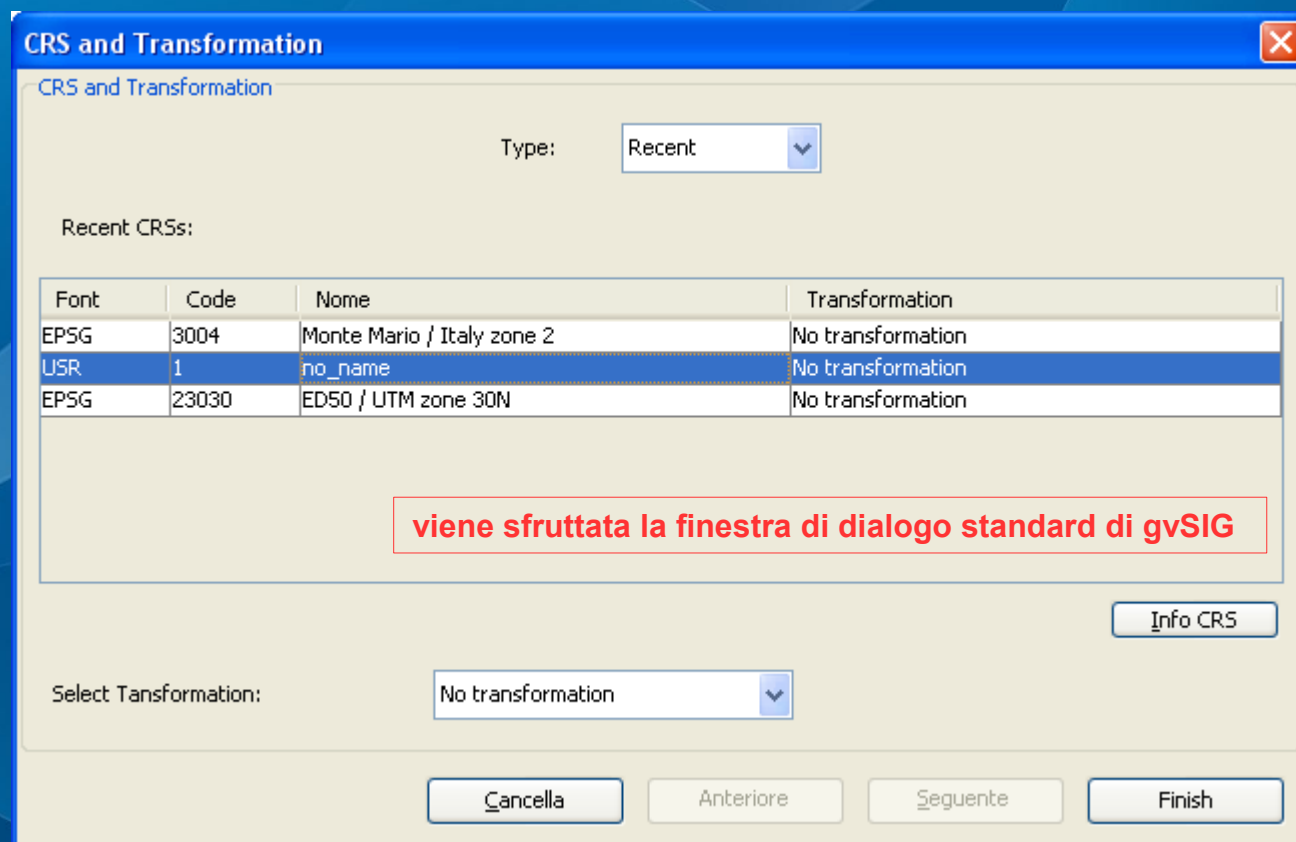 CRS and Transformation
CRS and Transformation
Type: Recent
Recent CRSs:
Font Code Nome Transformation
EPSG 3004 Monte Mario / Italy zone 2 No transformation
USR 1 no_name No transformation
EPSG 23030 ED50 / UTM zone 30N No transformation
viene sfruttata la finestra di dialogo standard di gvSIG
Info CRS
Select Tansformation: No transformation
Cancella Anteriore Seguente Finish